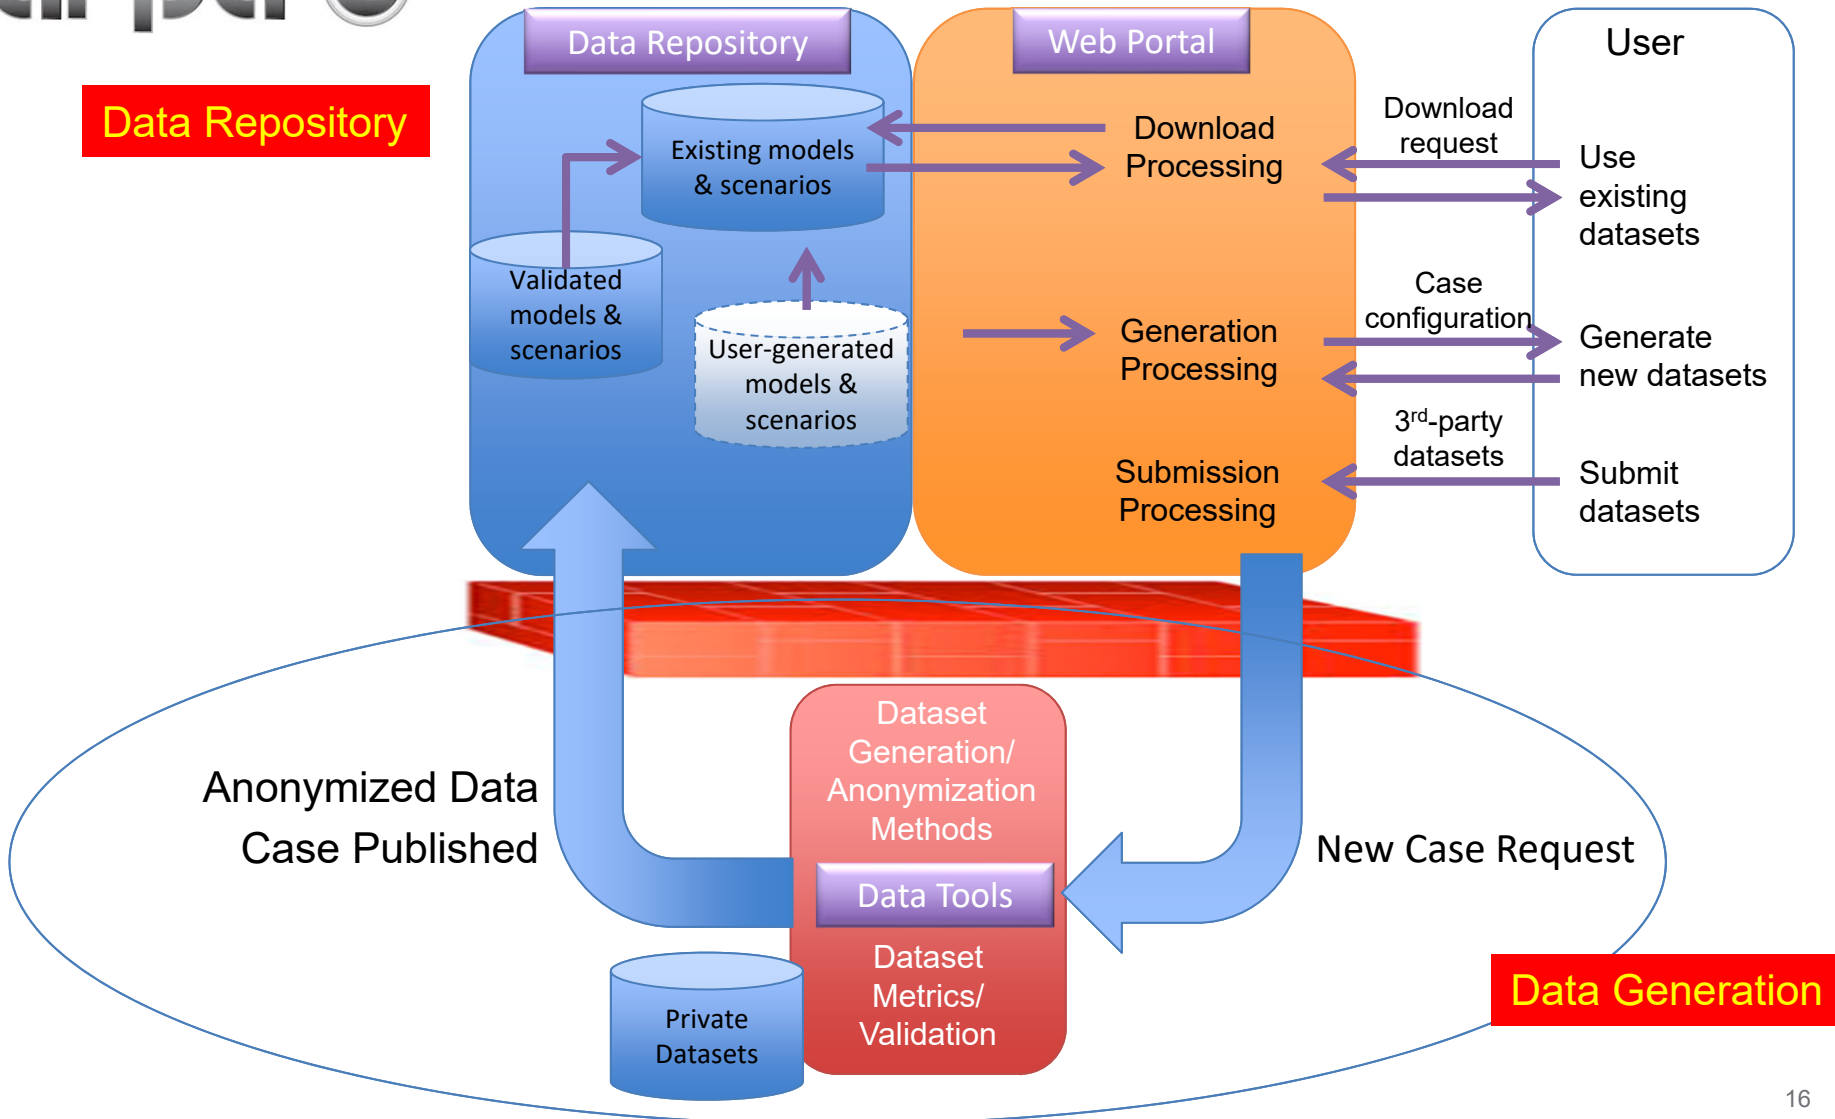 Data Repository
Data Repository
Web Portal
User
Existing models
& scenarios
Validated
models &
scenarios
User-generated
models &
scenarios
Download
Processing
Generation
Processing
Submission
Processing
Download
request
Case
configuration
3rd-party
datasets
Use
existing
datasets
Generate
new datasets
Submit
datasets
Anonymized Data
Case Published
Dataset
Generation/
Anonymization
Methods
Data Tools
Dataset
Metrics/
Validation
Private
Datasets
New Case Request
Data Generation
16